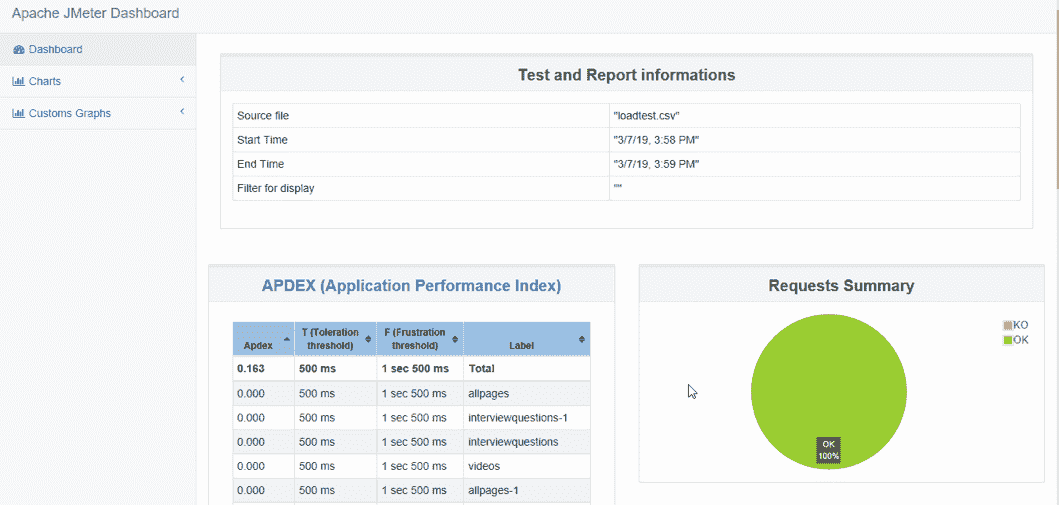 Apache JMeter Dashboard
Dashboard
Charts
Customs Graphs
Test and Report informations
Source file "loadtest.csv"
Start Time "3/7/19, 3:58 PM"
End Time "3/7/19, 3:59 PM"
Filter for display ""
APDEX (Application Performance Index)
Apdex T (Toleration threshold) F (Frustration threshold) Label
0.163 500 ms 1 sec 500 ms Total
0.000 500 ms 1 sec 500 ms allpages
0.000 500 ms 1 sec 500 ms interviewquestions-1
0.000 500 ms 1 sec 500 ms interviewquestions
0.000 500 ms 1 sec 500 ms videos
0.000 500 ms 1 sec 500 ms allpages-1
Requests Summary
KO
OK
OK
100%